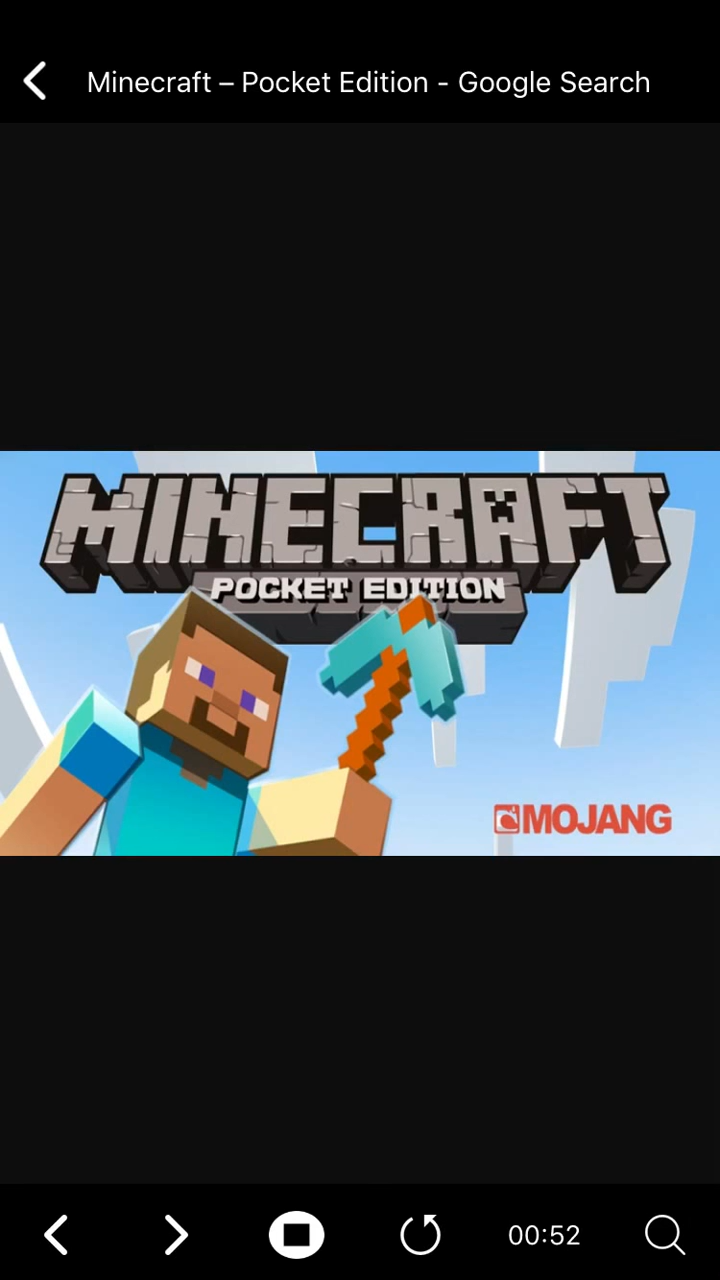 Minecraft – Pocket Edition - Google Search
MINECRAFT
POCKET EDITION
MOJANG
00:52